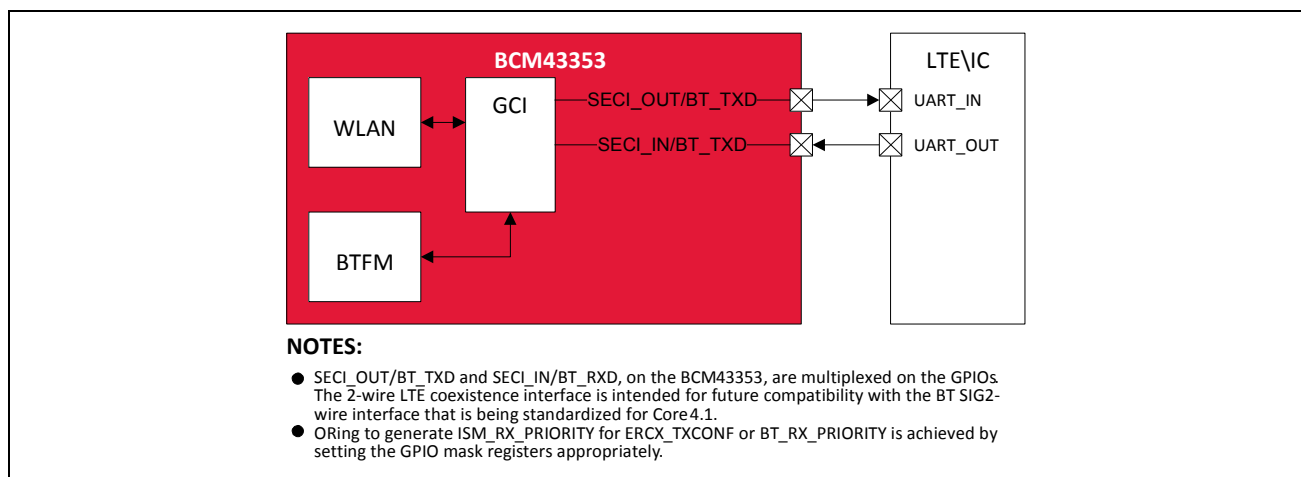 BCM43353
LTE\IC
GCI
SECI_OUT/BT_TXD
UART_IN
WLAN
SECI_IN/BT_TXD
UART_OUT
BTFM
NOTES:
● SECI_OUT/BT_TXD and SECI_IN/BT_RXD, on the BCM43353, are multiplexed on the GPIOs.
The 2-wire LTE coexistence interface is intended for future compatibility with the BT SIG2-
wire interface that is being standardized for Core4.1.
● ORing to generate ISM_RX_PRIORITY for ERCX_TXCONF or BT_RX_PRIORITY is achieved by
setting the GPIO mask registers appropriately.